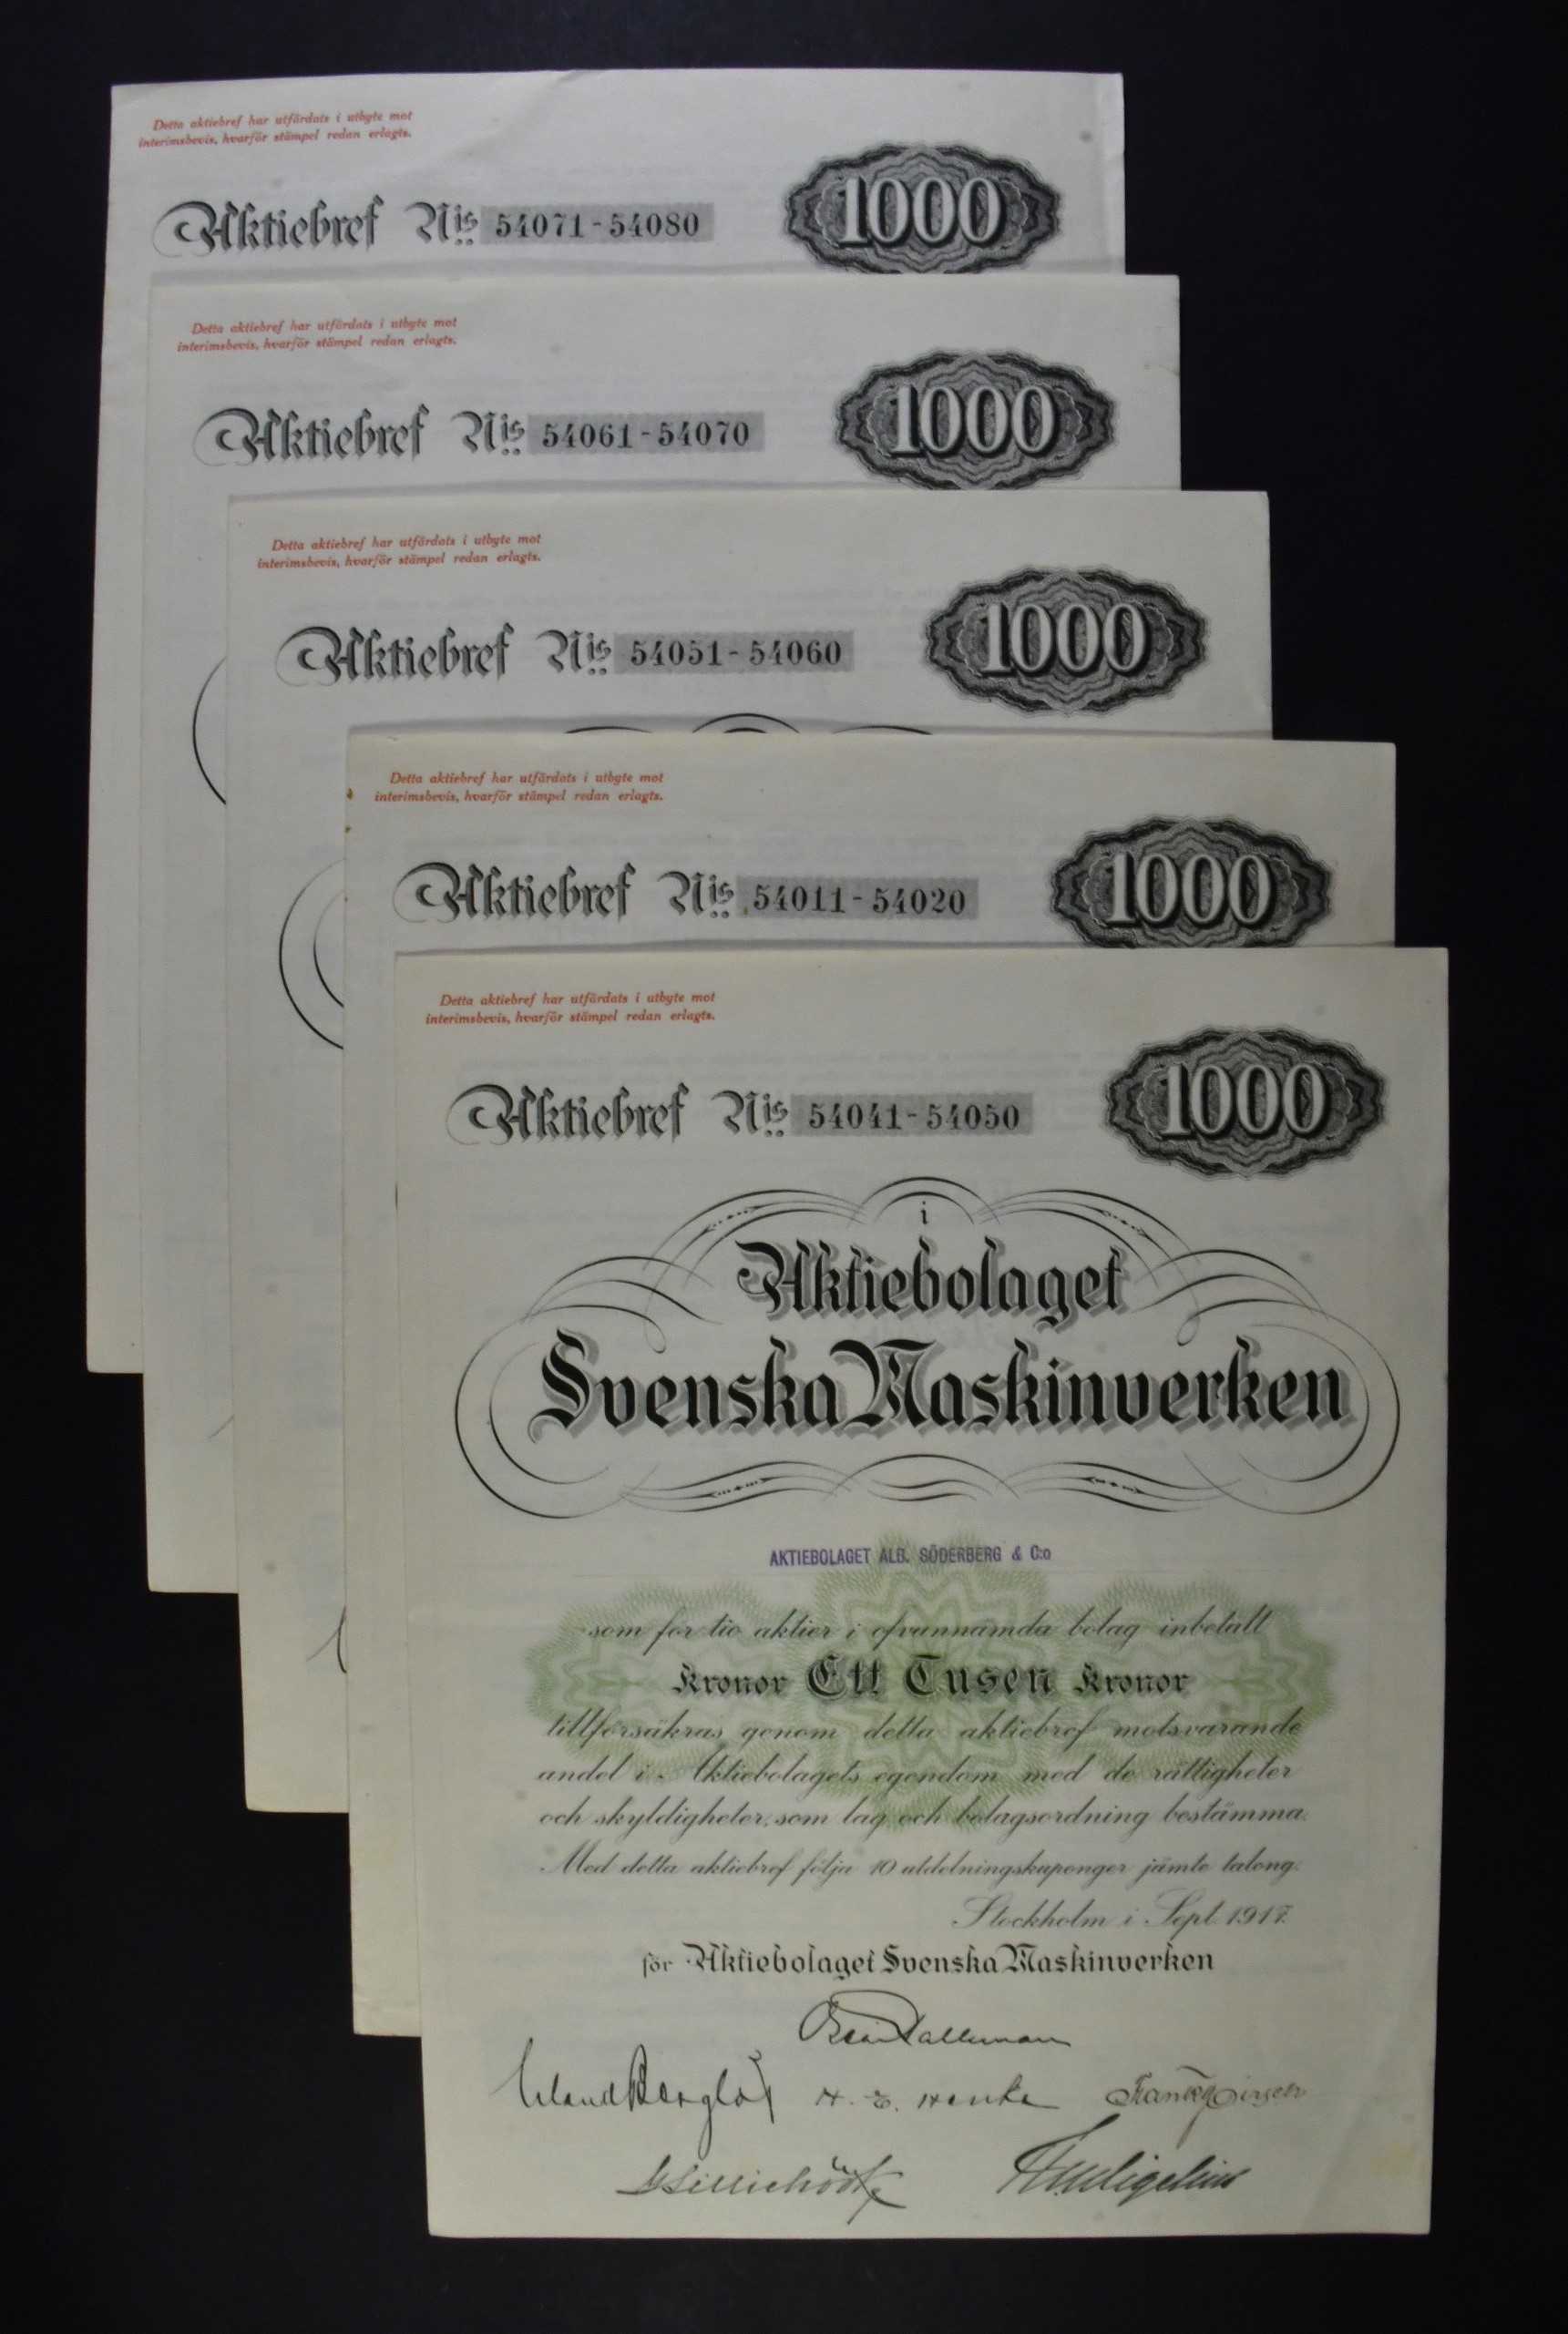 Detta aktiebref har utfärdats i utbyte mot
interimsbevis, hvarför stämpel redan erlagts.
Aktiebref N:is 54071-54080 1000
Detta aktiebref har utfärdats i utbyte mot
interimsbevis, hvarför stämpel redan erlagts.
Aktiebref N:is 54061-54070 1000
Detta aktiebref har utfärdats i utbyte mot
interimsbevis, hvarför stämpel redan erlagts.
Aktiebref N:is 54051-54060 1000
Detta aktiebref har utfärdats i utbyte mot
interimsbevis, hvarför stämpel redan erlagts.
Aktiebref N:is 54011-54020 1000
Detta aktiebref har utfärdats i utbyte mot
interimsbevis, hvarför stämpel redan erlagts.
Aktiebref N:is 54041-54050 1000
i
Aktiebolaget
Svenska Maskinverken
AKTIEBOLAGET ALB. SÖDERBERG & C:o
som för tio aktier i ofvannämda bolag inbetalt
Kronor Ett Tusen Kronor
tillförsäkras genom detta aktiebref motsvarande
andel i Aktiebolagets egendom med de rättigheter
och skyldigheter, som lag och bolagsordning bestämma.
Med detta aktiebref följa 10 utdelningskuponger jämte talong.
Stockholm i Sept. 1917.
för Aktiebolaget Svenska Maskinverken
H. E. Henke